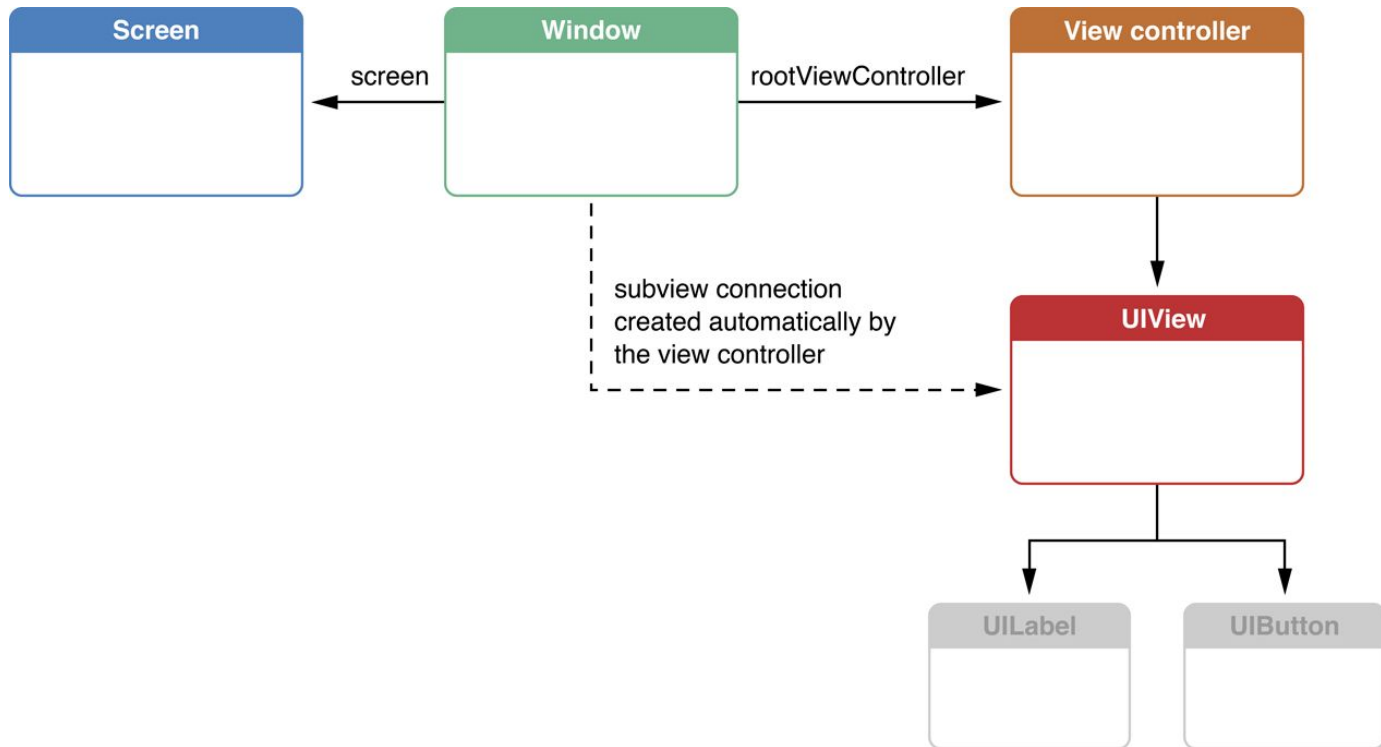 Screen
Window
View controller
screen
rootViewController
subview connection
created automatically by
the view controller
UIView
UILabel
UIButton